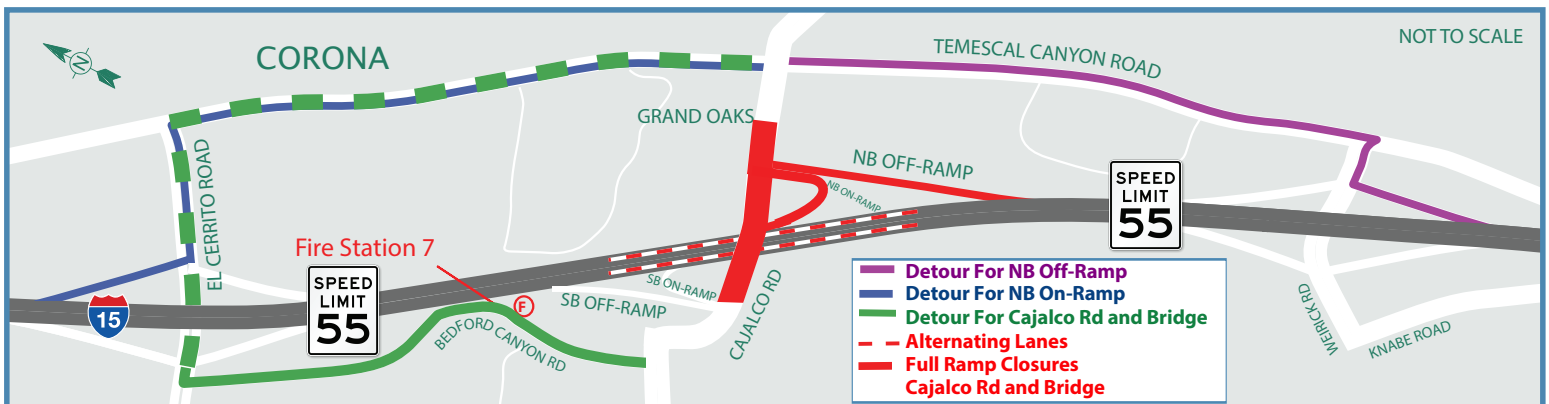 CORONA
NOT TO SCALE
N
TEMESCAL CANYON ROAD
GRAND OAKS
NB OFF-RAMP
NB ON-RAMP
EL CERRITO ROAD
Fire Station 7
SPEED
LIMIT
55
SPEED
LIMIT
55
15
F
SB ON-RAMP
SB OFF-RAMP
BEDFORD CANYON RD
CAJALCO RD
WEIRICK RD
KNABE ROAD
Detour For NB Off-Ramp
Detour For NB On-Ramp
Detour For Cajalco Rd and Bridge
Alternating Lanes
Full Ramp Closures
Cajalco Rd and Bridge